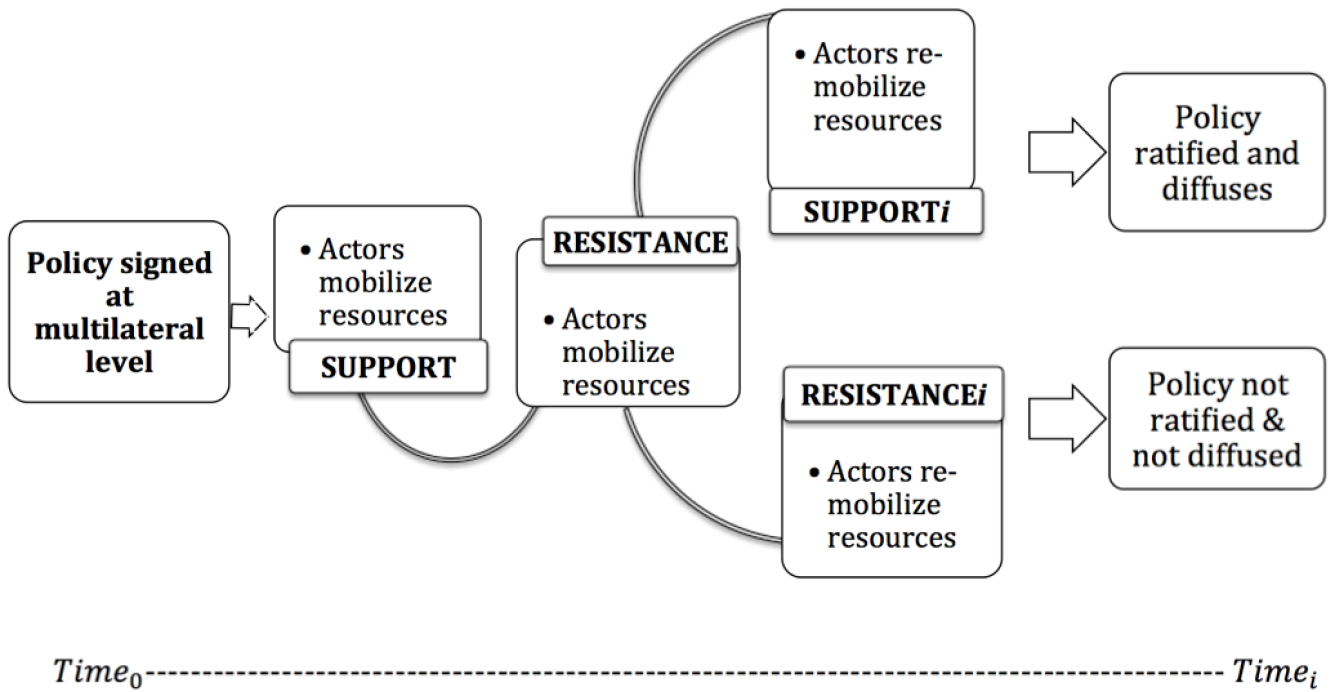 Policy signed
at
multilateral
level
• Actors
mobilize
resources
SUPPORT
RESISTANCE
• Actors
mobilize
resources
• Actors re-
mobilize
resources
SUPPORTi
Policy
ratified and
diffuses
RESISTANCEi
• Actors re-
mobilize
resources
Policy not
ratified &
not diffused
Time₀ Timeᵢ